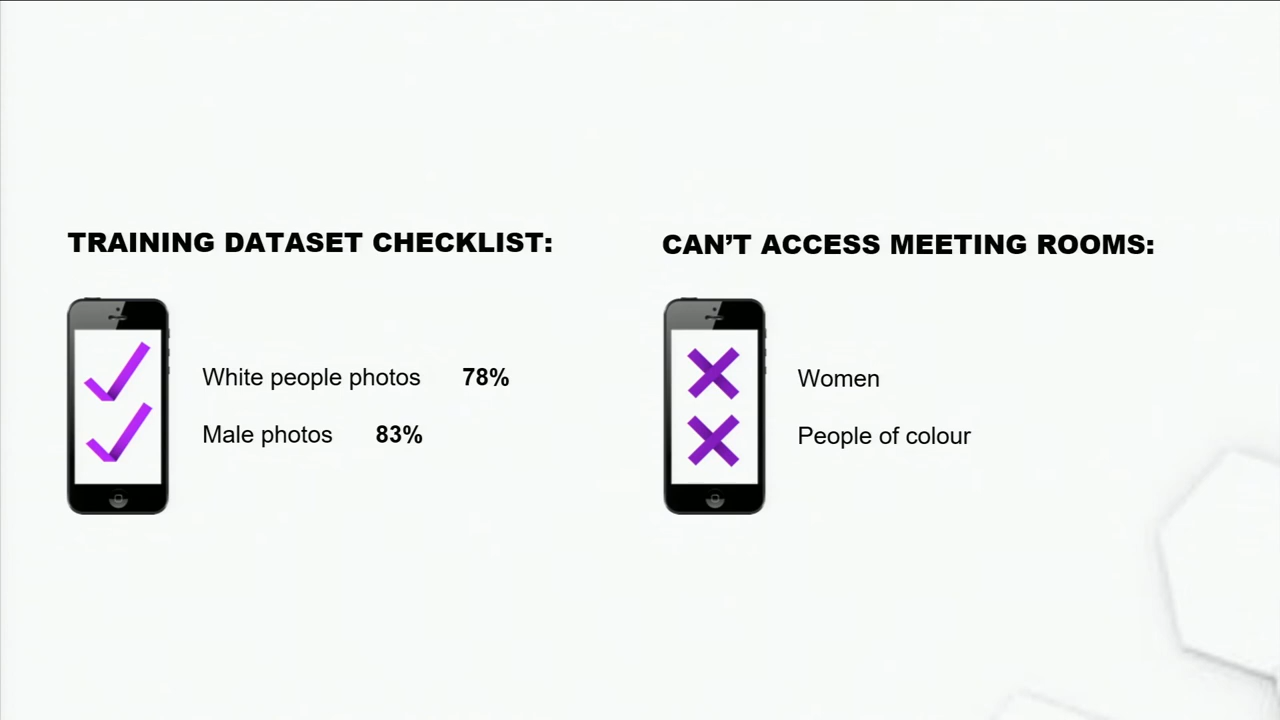 TRAINING DATASET CHECKLIST:
White people photos 78%
Male photos 83%
CAN’T ACCESS MEETING ROOMS:
Women
People of colour